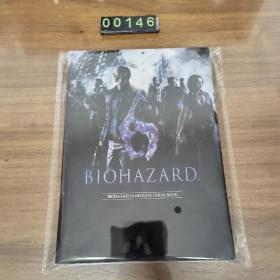 00146
6
BIOHAZARD
BIOHAZARD 6 OFFICIAL GUIDE BOOK